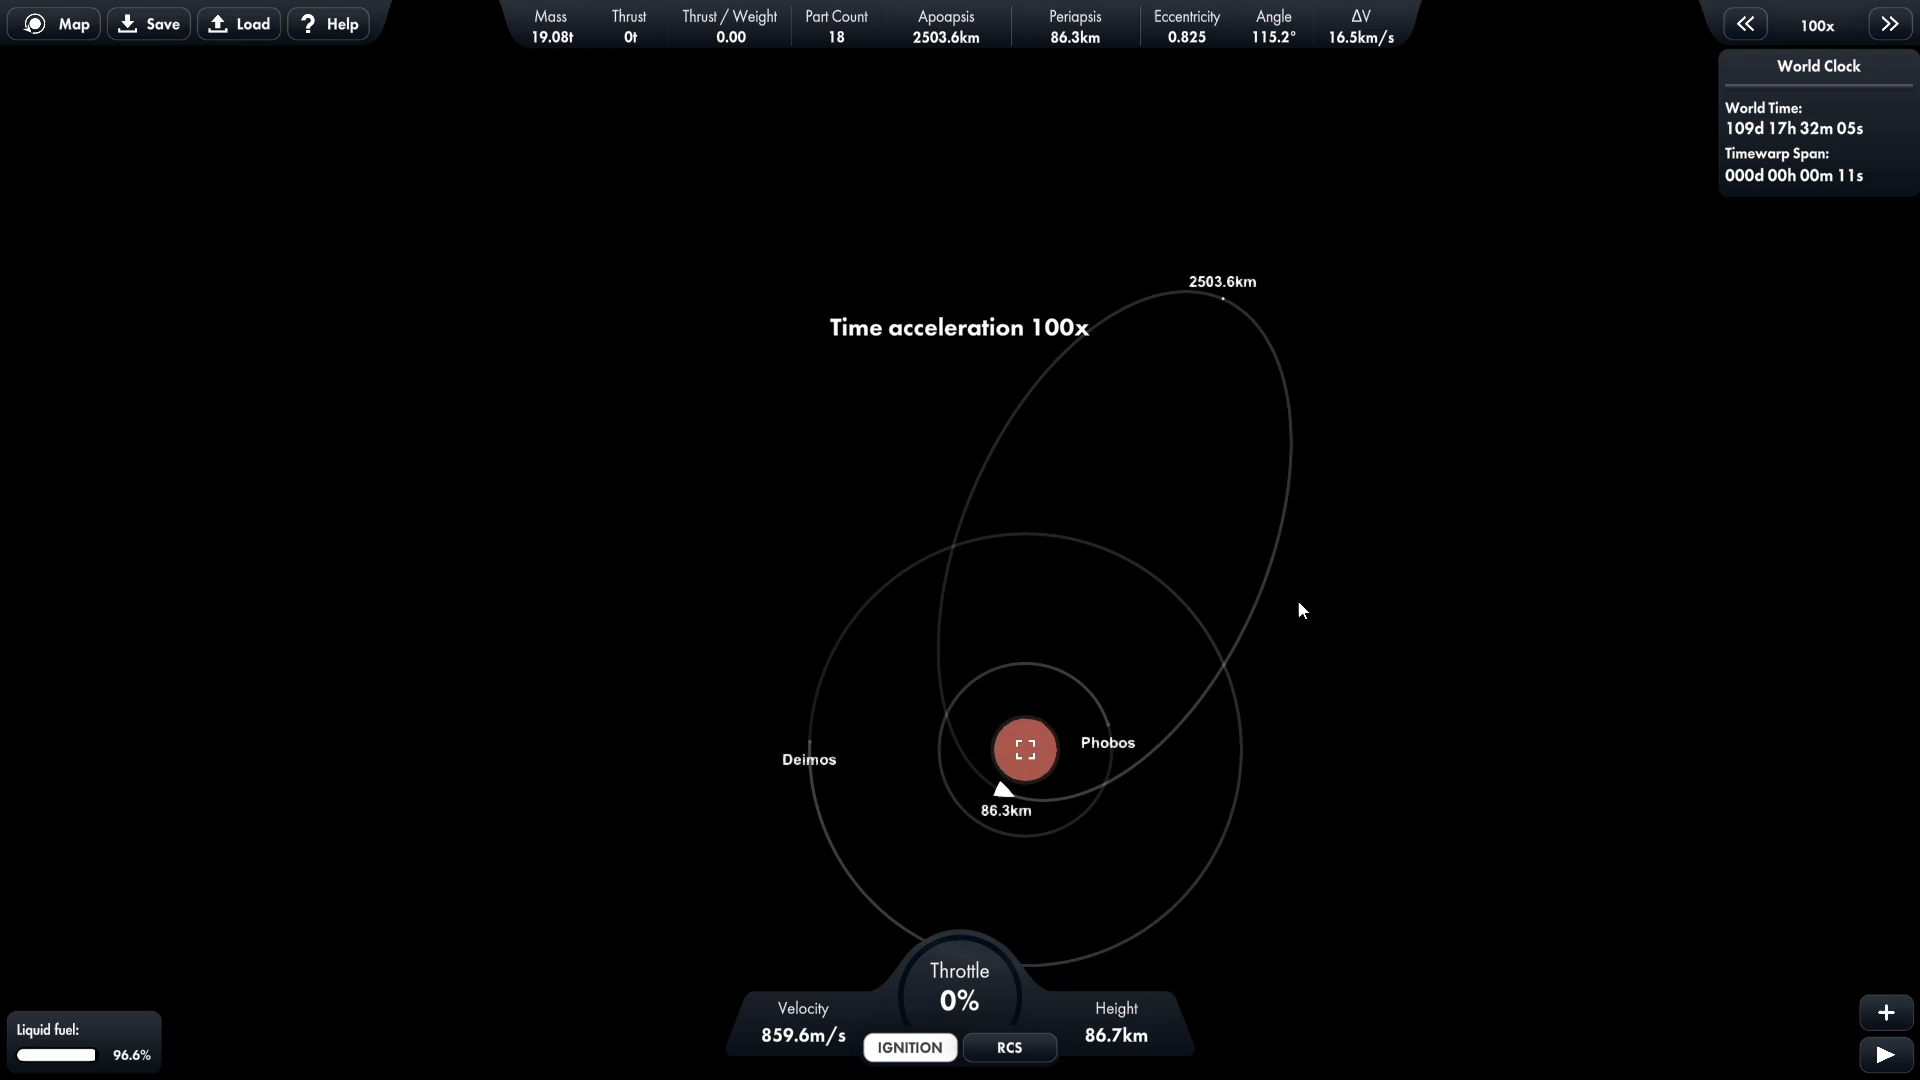 Map
Save
Load
? Help
Mass
19.08t
Thrust
0t
Thrust / Weight
0.00
Part Count
18
Apoapsis
2503.6km
Periapsis
86.3km
Eccentricity
0.825
Angle
115.2°
ΔV
16.5km/s
100x
World Clock
World Time:
109d 17h 32m 05s
Timewarp Span:
000d 00h 00m 11s
2503.6km
Time acceleration 100x
Phobos
Deimos
86.3km
Throttle
0%
Velocity
859.6m/s
Height
86.7km
IGNITION
RCS
Liquid fuel:
96.6%